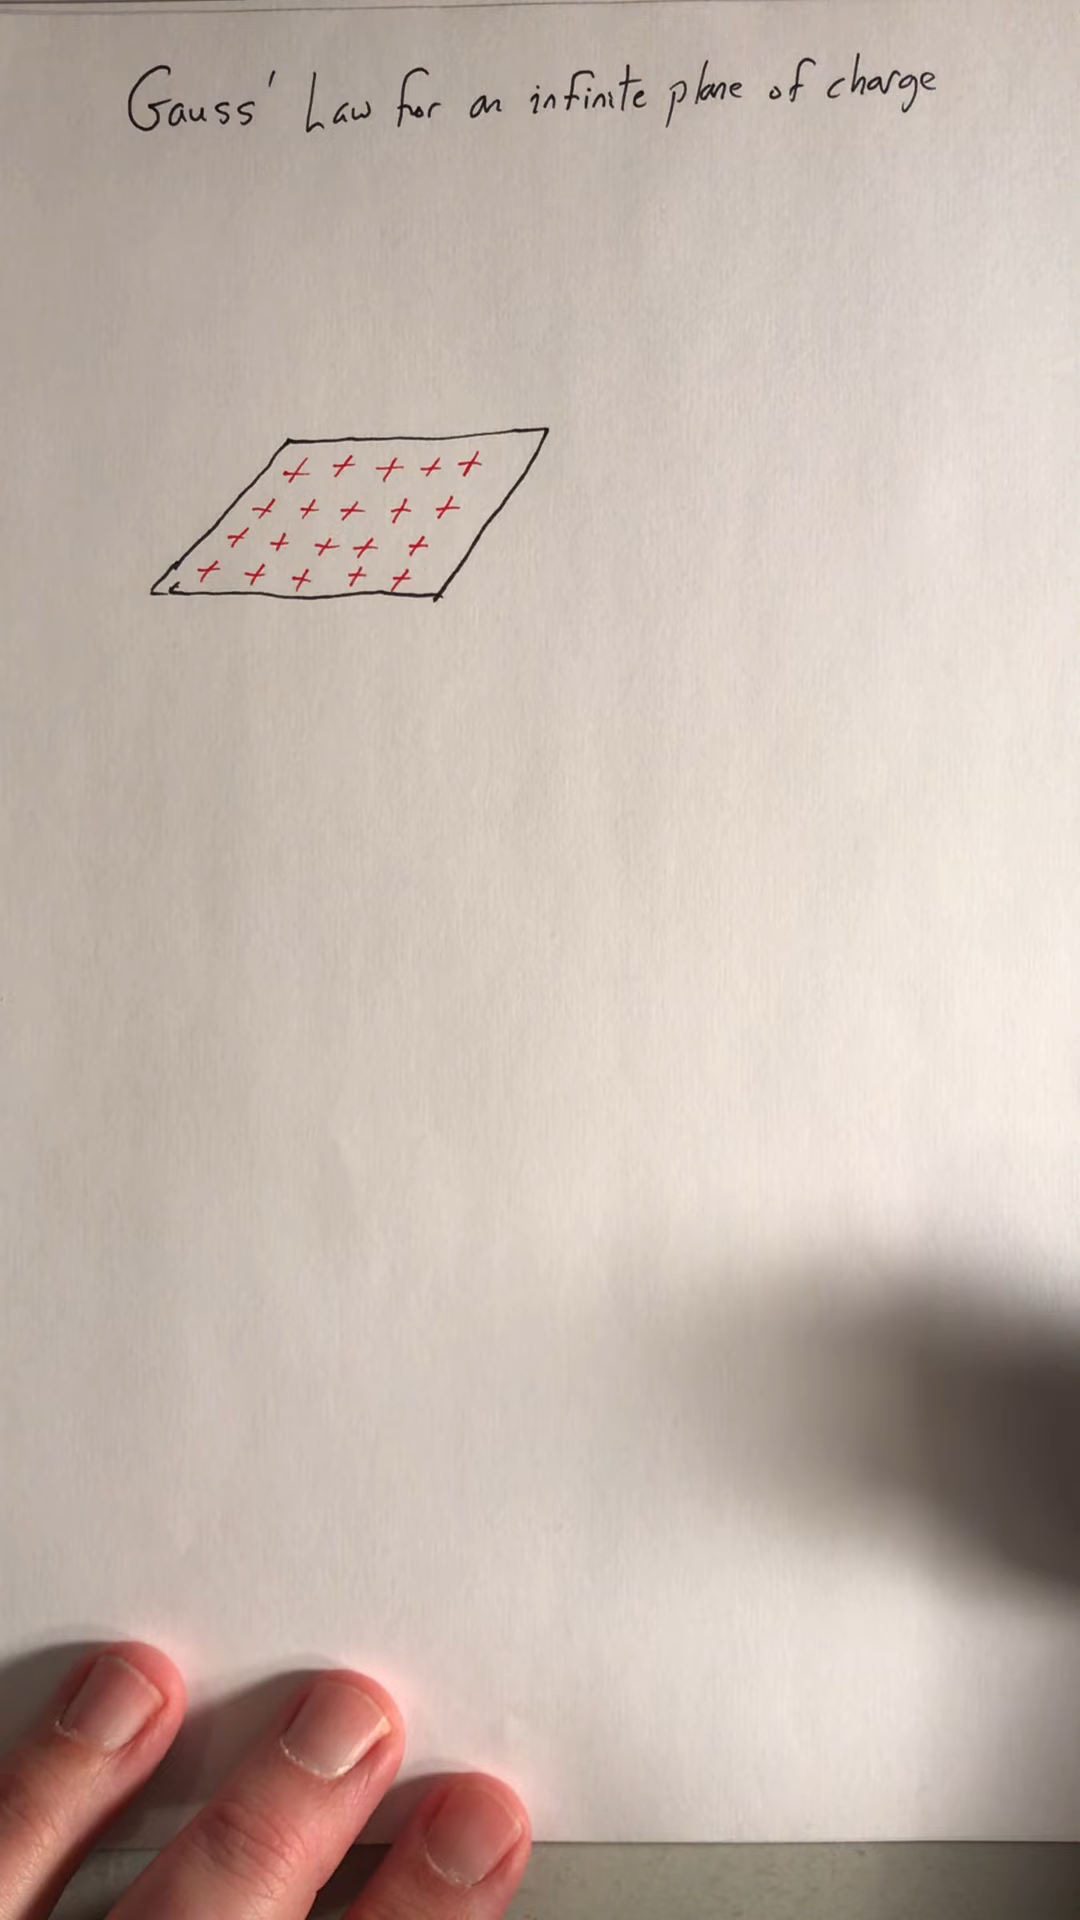 Gauss' Law for an infinite plane of charge
+ + + + +
+ + + + +
+ + + + +
+ + + + +